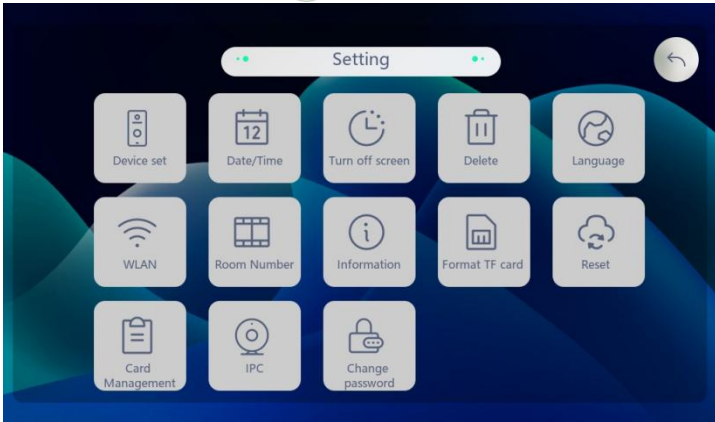 Setting
12
Device set
Date/Time
Turn off screen
Delete
Language
WLAN
Room Number
Information
Format TF card
Reset
Card
Management
IPC
Change
password